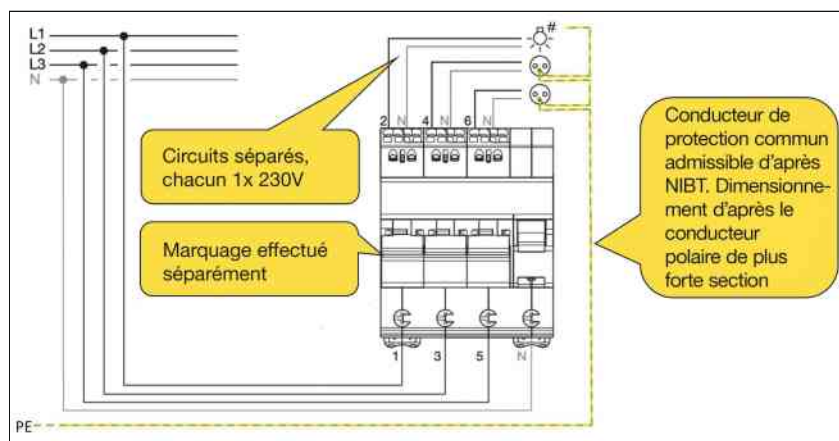 L1
L2
L3
N
#
2 N 4 N 6 N
Circuits séparés,
chacun 1x 230V
Marquage effectué
séparément
Conducteur de
protection commun
admissible d'après
NIBT. Dimensionne-
ment d'après le
conducteur
polaire de plus
forte section
1 3 5 N
PE